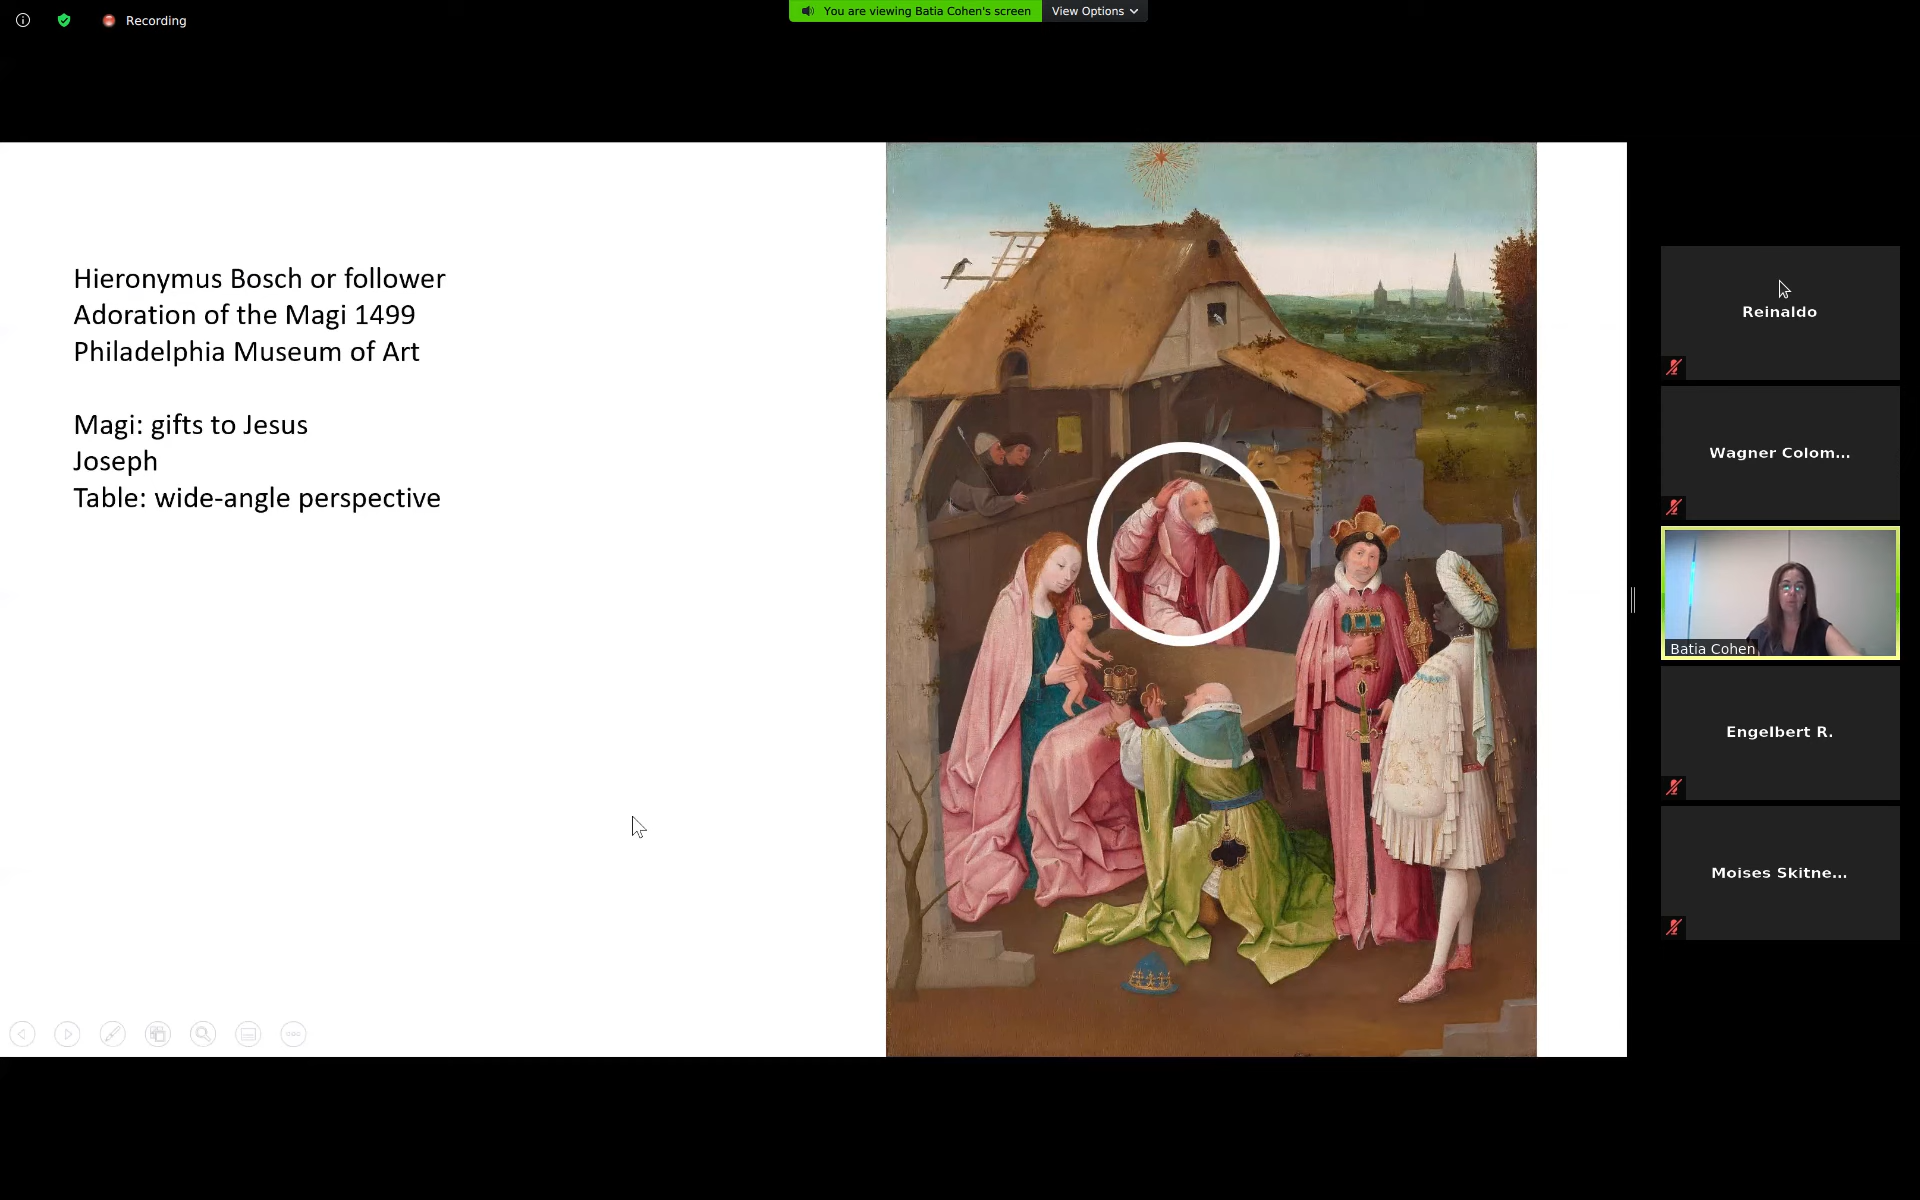 Recording
You are viewing Batia Cohen's screen
View Options
Hieronymus Bosch or follower
Adoration of the Magi 1499
Philadelphia Museum of Art
Magi: gifts to Jesus
Joseph
Table: wide-angle perspective
Reinaldo
Wagner Colom...
Batia Cohen
Engelbert R.
Moises Skitne...